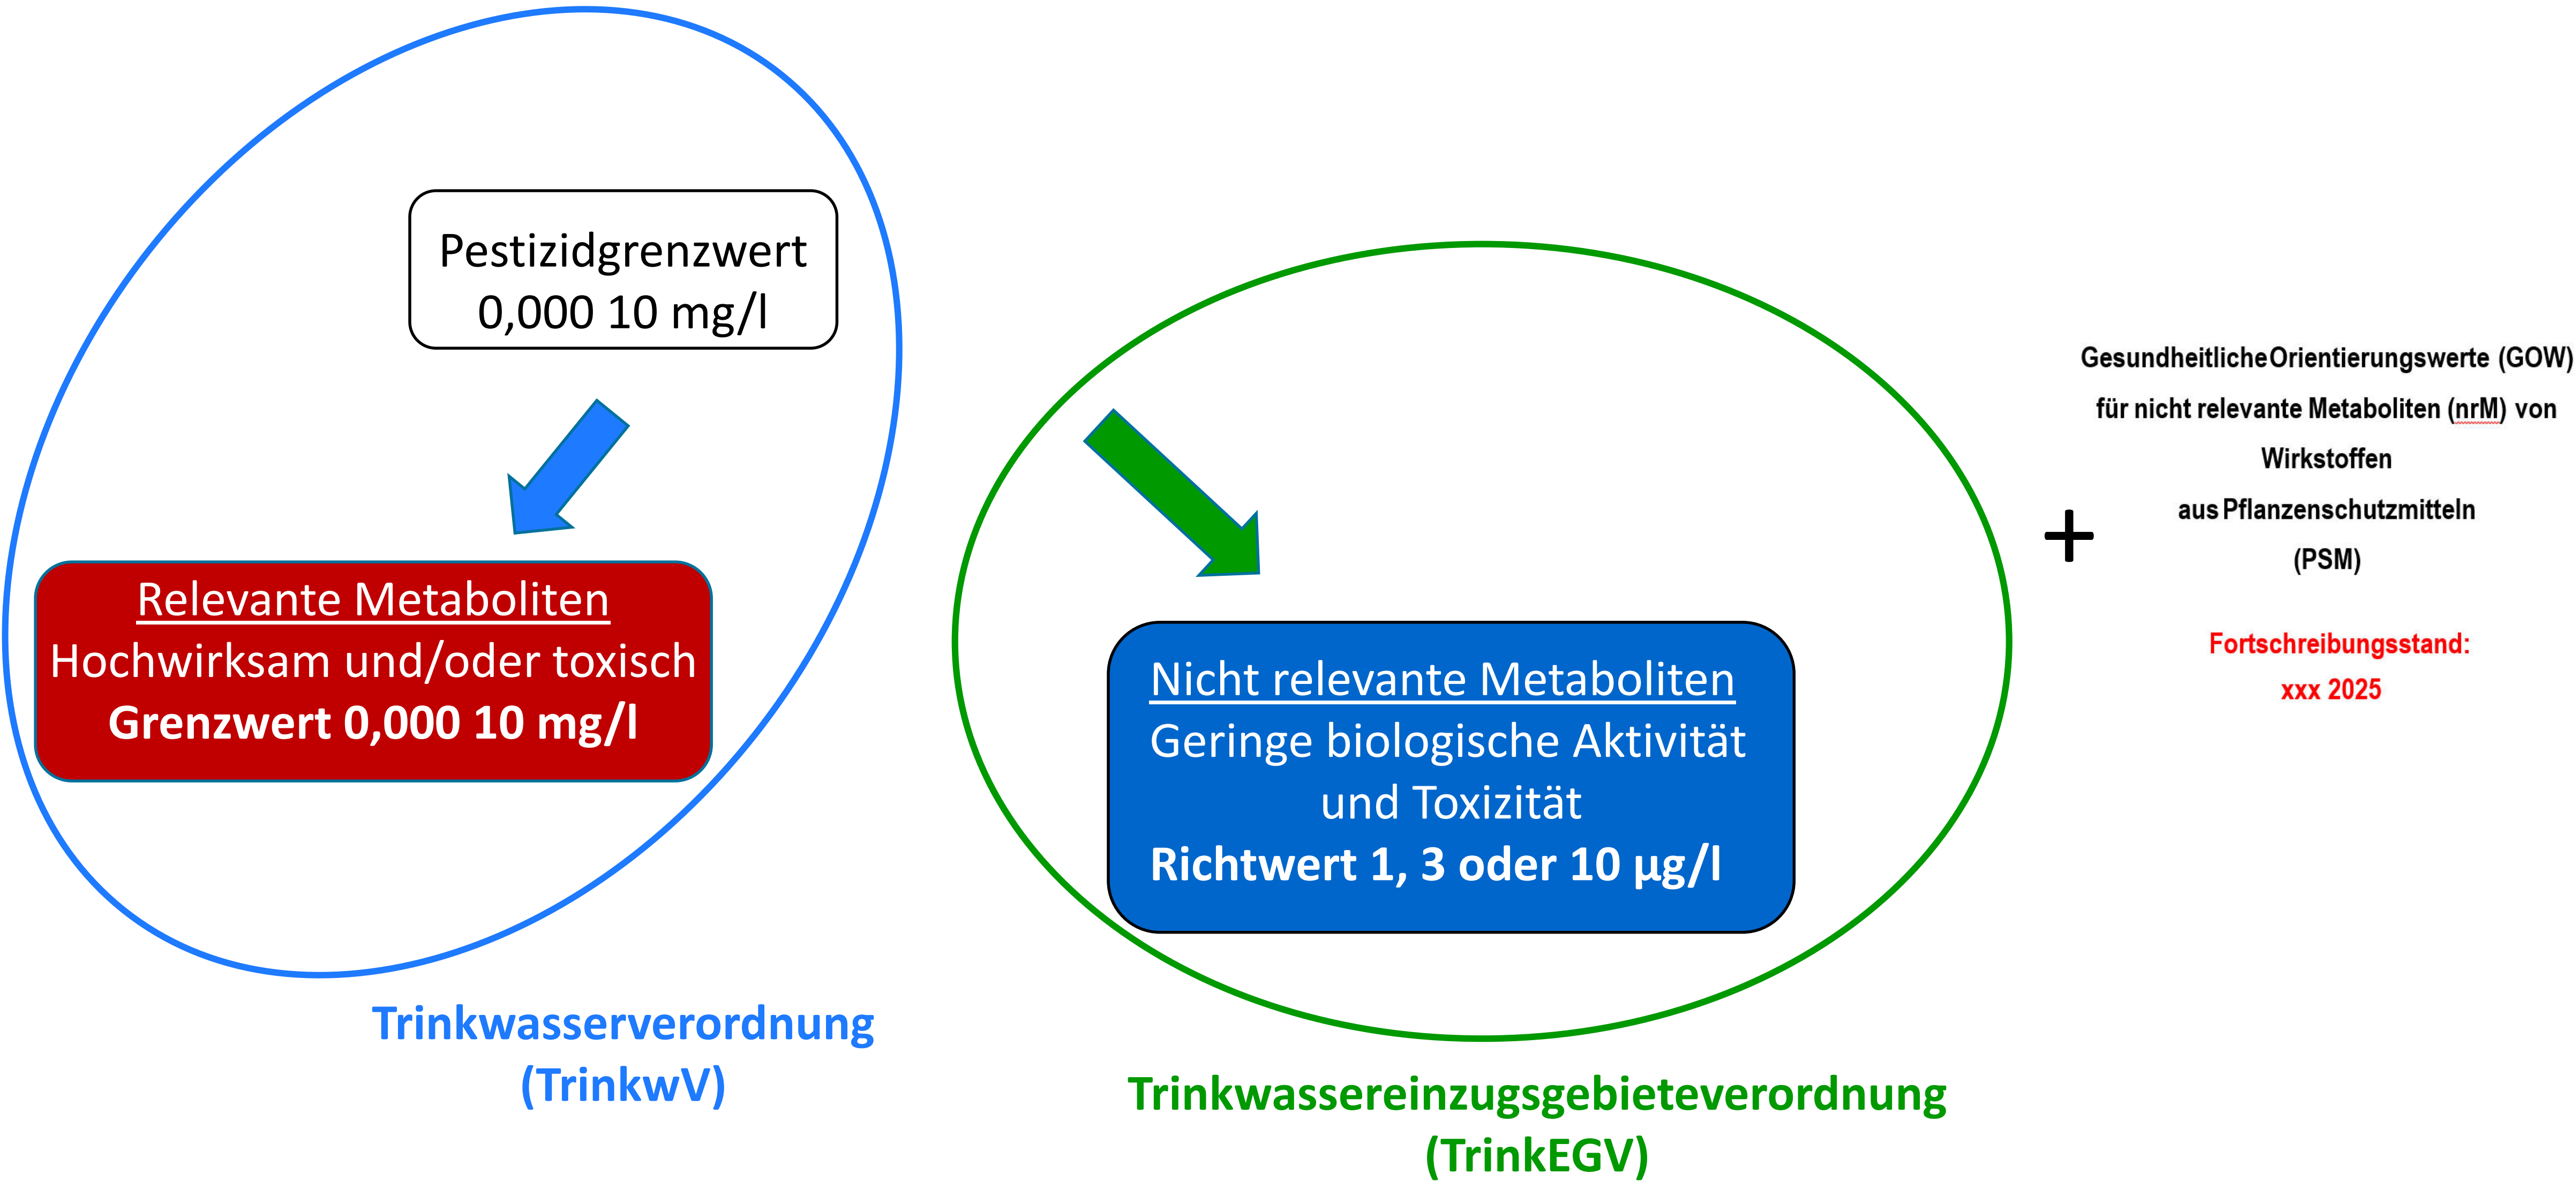 Pestizidgrenzwert
0,000 10 mg/l
Relevante Metaboliten
Hochwirksam und/oder toxisch
Grenzwert 0,000 10 mg/l
Trinkwasserverordnung
(TrinkwV)
Nicht relevante Metaboliten
Geringe biologische Aktivität
und Toxizität
Richtwert 1, 3 oder 10 µg/l
Trinkwassereinzugsgebieteverordnung
(TrinkEGV)
+
Gesundheitliche Orientierungswerte (GOW)
für nicht relevante Metaboliten (nrM) von
Wirkstoffen
aus Pflanzenschutzmitteln
(PSM)
Fortschreibungsstand:
xxx 2025